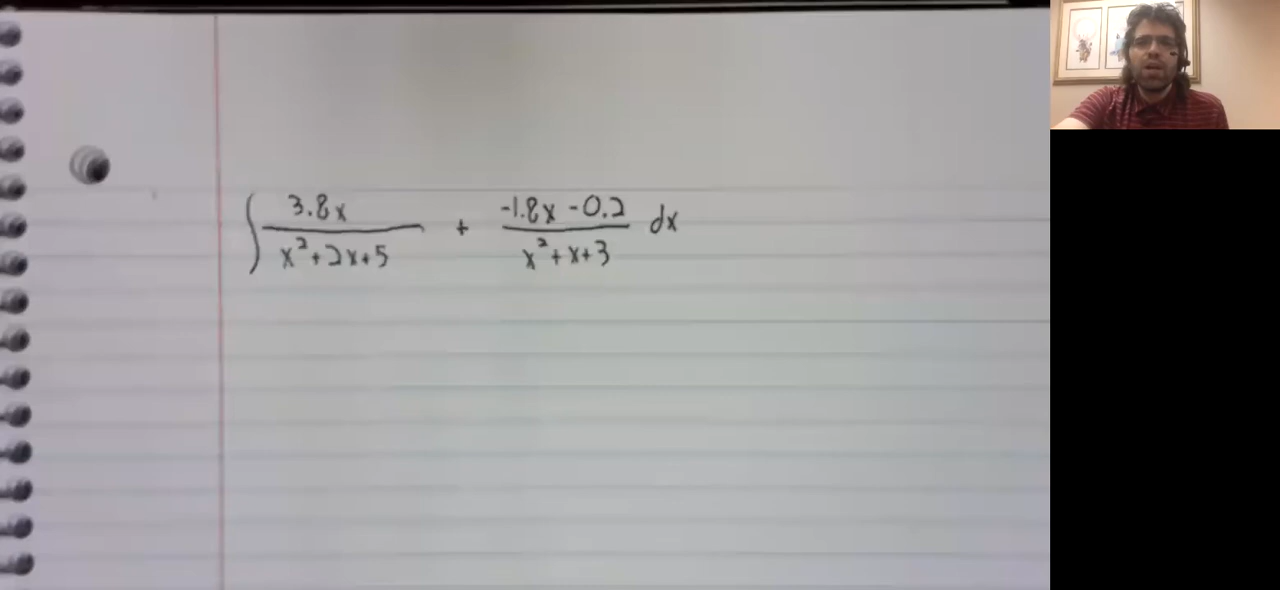 ∫ 3.8x / x²+2x+5 + -1.8x -0.2 / x²+x+3 dx